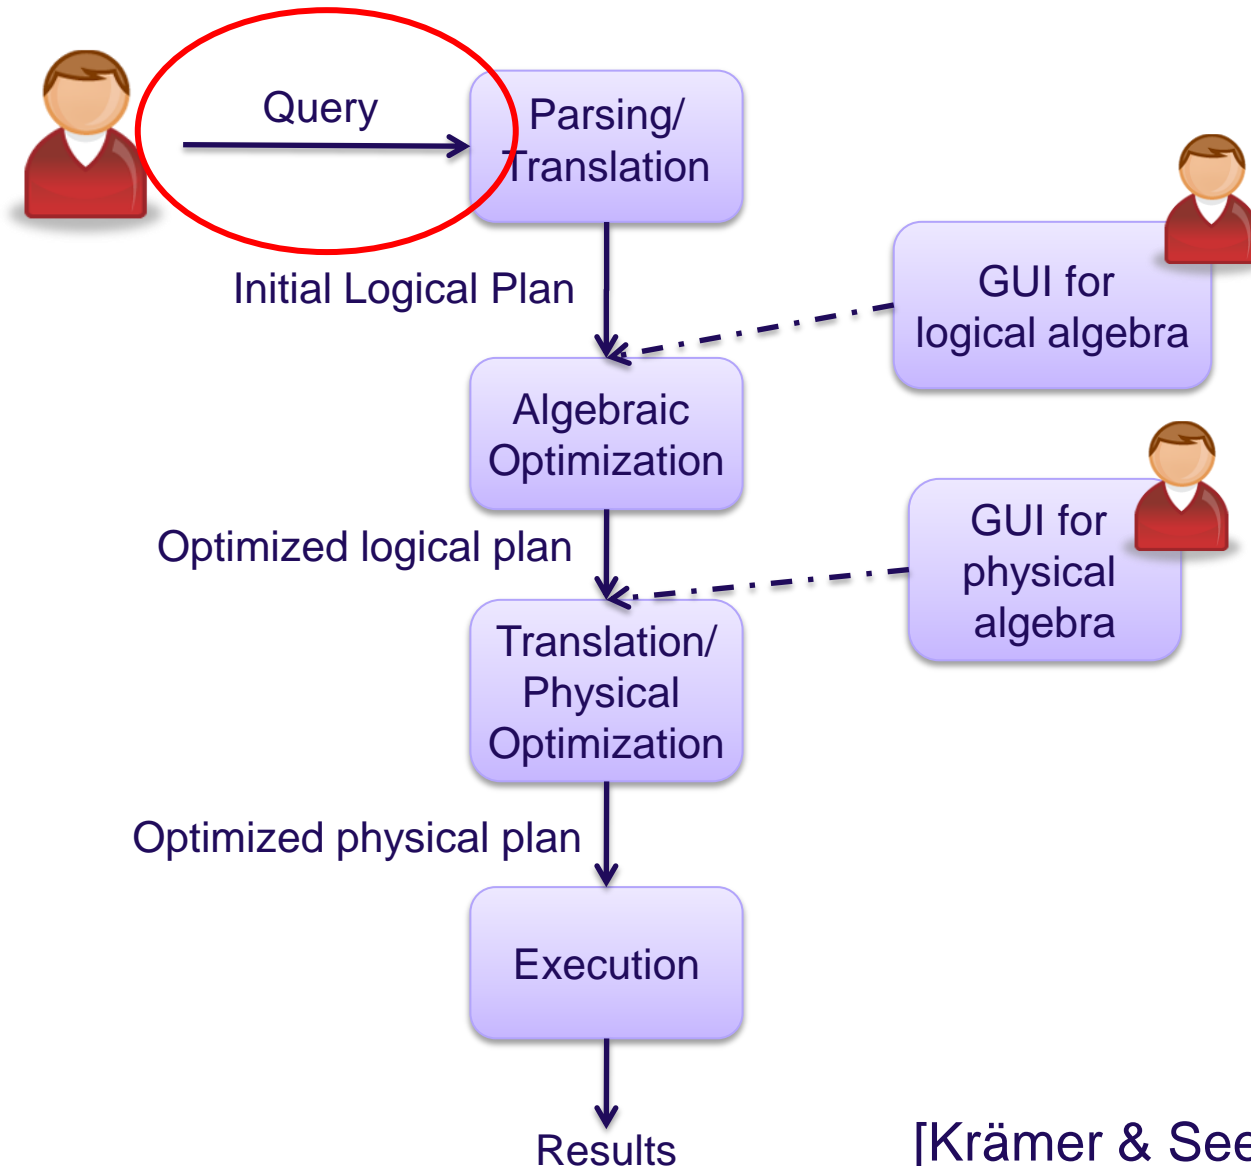 Query
Parsing/
Translation
Initial Logical Plan
GUI for
logical algebra
Algebraic
Optimization
Optimized logical plan
GUI for
physical
algebra
Translation/
Physical
Optimization
Optimized physical plan
Execution
Results
[Krämer &